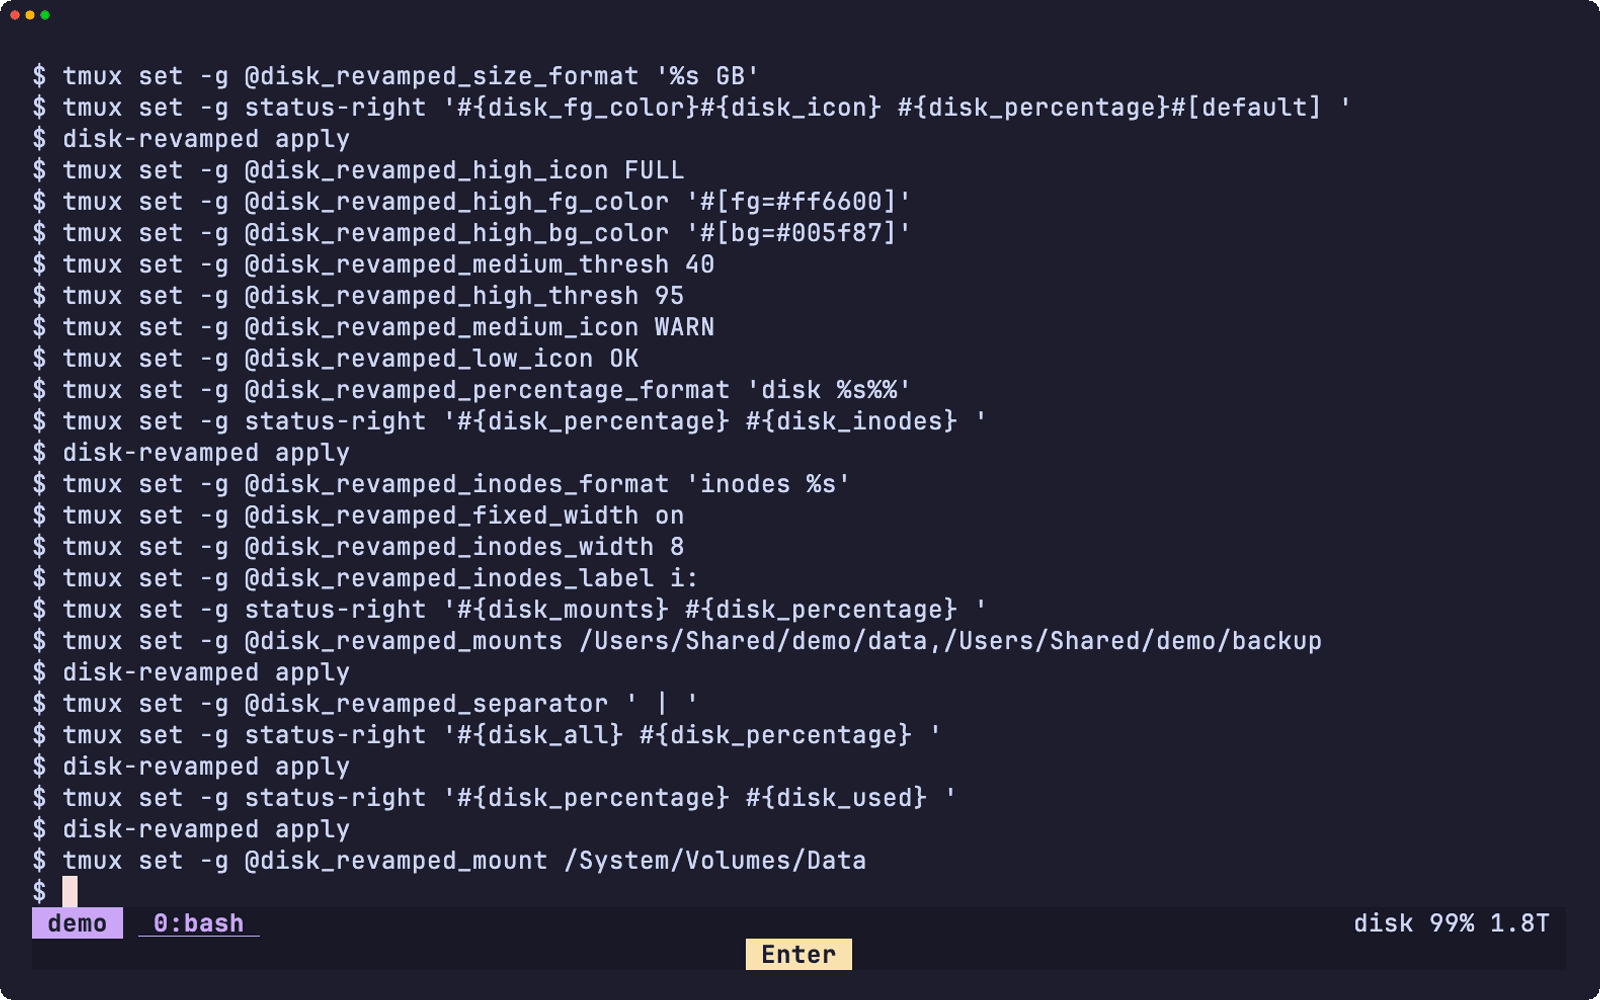 $ tmux set -g @disk_revamped_size_format '%s GB'
$ tmux set -g status-right '#{disk_fg_color}#{disk_icon} #{disk_percentage}#[default] '
$ disk-revamped apply
$ tmux set -g @disk_revamped_high_icon FULL
$ tmux set -g @disk_revamped_high_fg_color '#[fg=#ff6600]'
$ tmux set -g @disk_revamped_high_bg_color '#[bg=#005f87]'
$ tmux set -g @disk_revamped_medium_thresh 40
$ tmux set -g @disk_revamped_high_thresh 95
$ tmux set -g @disk_revamped_medium_icon WARN
$ tmux set -g @disk_revamped_low_icon OK
$ tmux set -g @disk_revamped_percentage_format 'disk %s%%'
$ tmux set -g status-right '#{disk_percentage} #{disk_inodes} '
$ disk-revamped apply
$ tmux set -g @disk_revamped_inodes_format 'inodes %s'
$ tmux set -g @disk_revamped_fixed_width on
$ tmux set -g @disk_revamped_inodes_width 8
$ tmux set -g @disk_revamped_inodes_label i:
$ tmux set -g status-right '#{disk_mounts} #{disk_percentage} '
$ tmux set -g @disk_revamped_mounts /Users/Shared/demo/data,/Users/Shared/demo/backup
$ disk-revamped apply
$ tmux set -g @disk_revamped_separator ' | '
$ tmux set -g status-right '#{disk_all} #{disk_percentage} '
$ disk-revamped apply
$ tmux set -g status-right '#{disk_percentage} #{disk_used} '
$ disk-revamped apply
$ tmux set -g @disk_revamped_mount /System/Volumes/Data
$
demo 0:bash disk 99% 1.8T
Enter